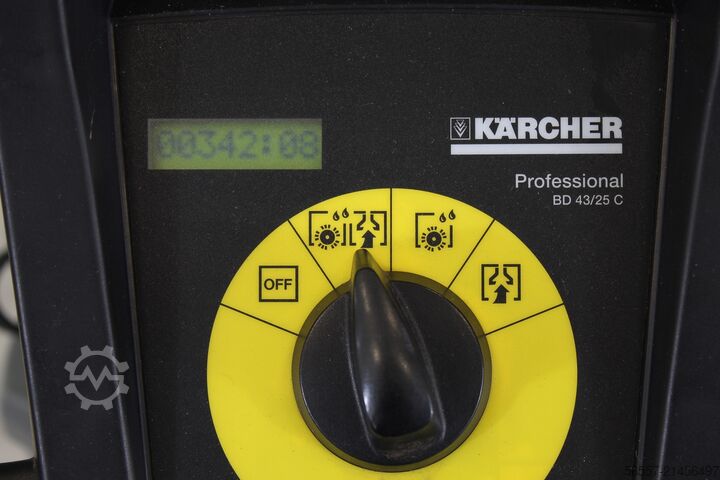 00342:08
KÄRCHER
Professional
BD 43/25 C
OFF